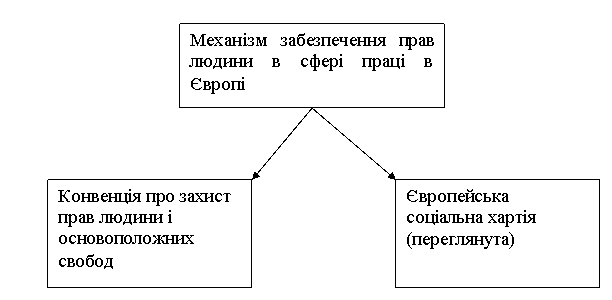 Механізм забезпечення прав
людини в сфері праці в
Європі
Конвенція про захист
прав людини і
основоположних
свобод
Європейська
соціальна хартія
(переглянута)